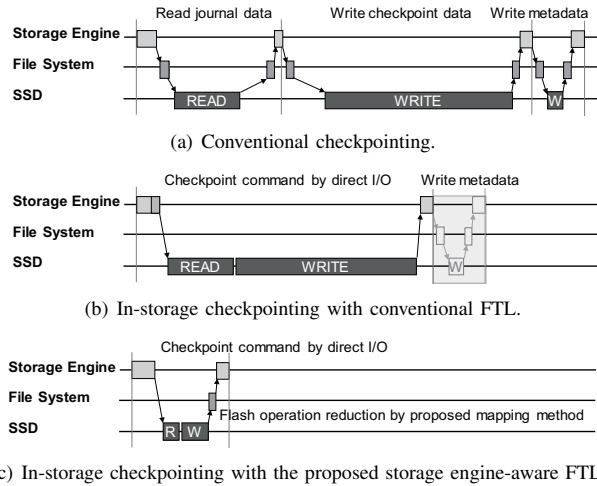 Read journal data Write checkpoint data Write metadata
Storage Engine
File System
SSD READ WRITE W
(a) Conventional checkpointing.
Checkpoint command by direct I/O Write metadata
Storage Engine
File System
SSD READ WRITE W
(b) In-storage checkpointing with conventional FTL.
Checkpoint command by direct I/O
Storage Engine
File System
Flash operation reduction by proposed mapping method
SSD R W
c) In-storage checkpointing with the proposed storage engine-aware FTL